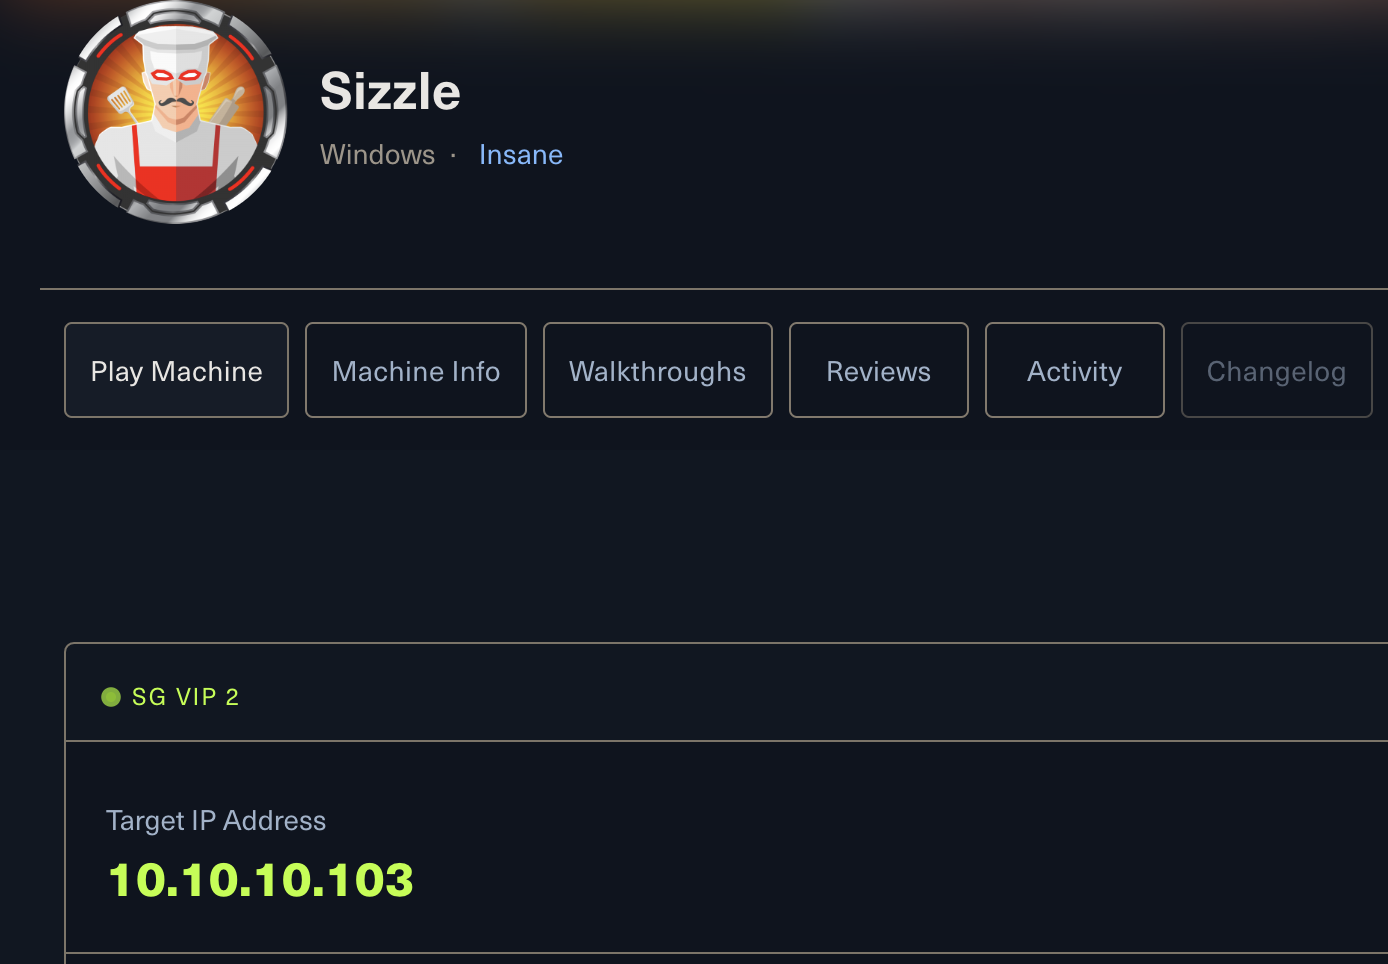 Sizzle
Windows · Insane
Play Machine
Machine Info
Walkthroughs
Reviews
Activity
Changelog
SG VIP 2
Target IP Address
10.10.10.103